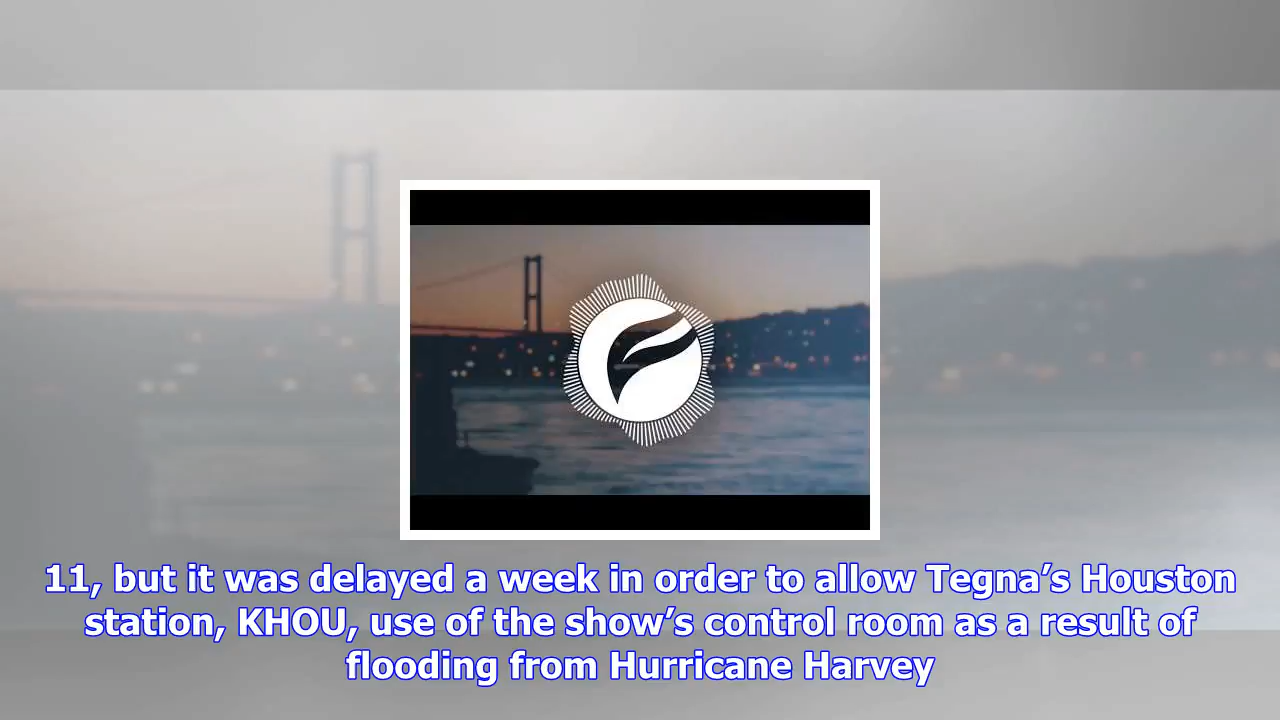 11, but it was delayed a week in order to allow Tegna’s Houston
station, KHOU, use of the show’s control room as a result of
flooding from Hurricane Harvey